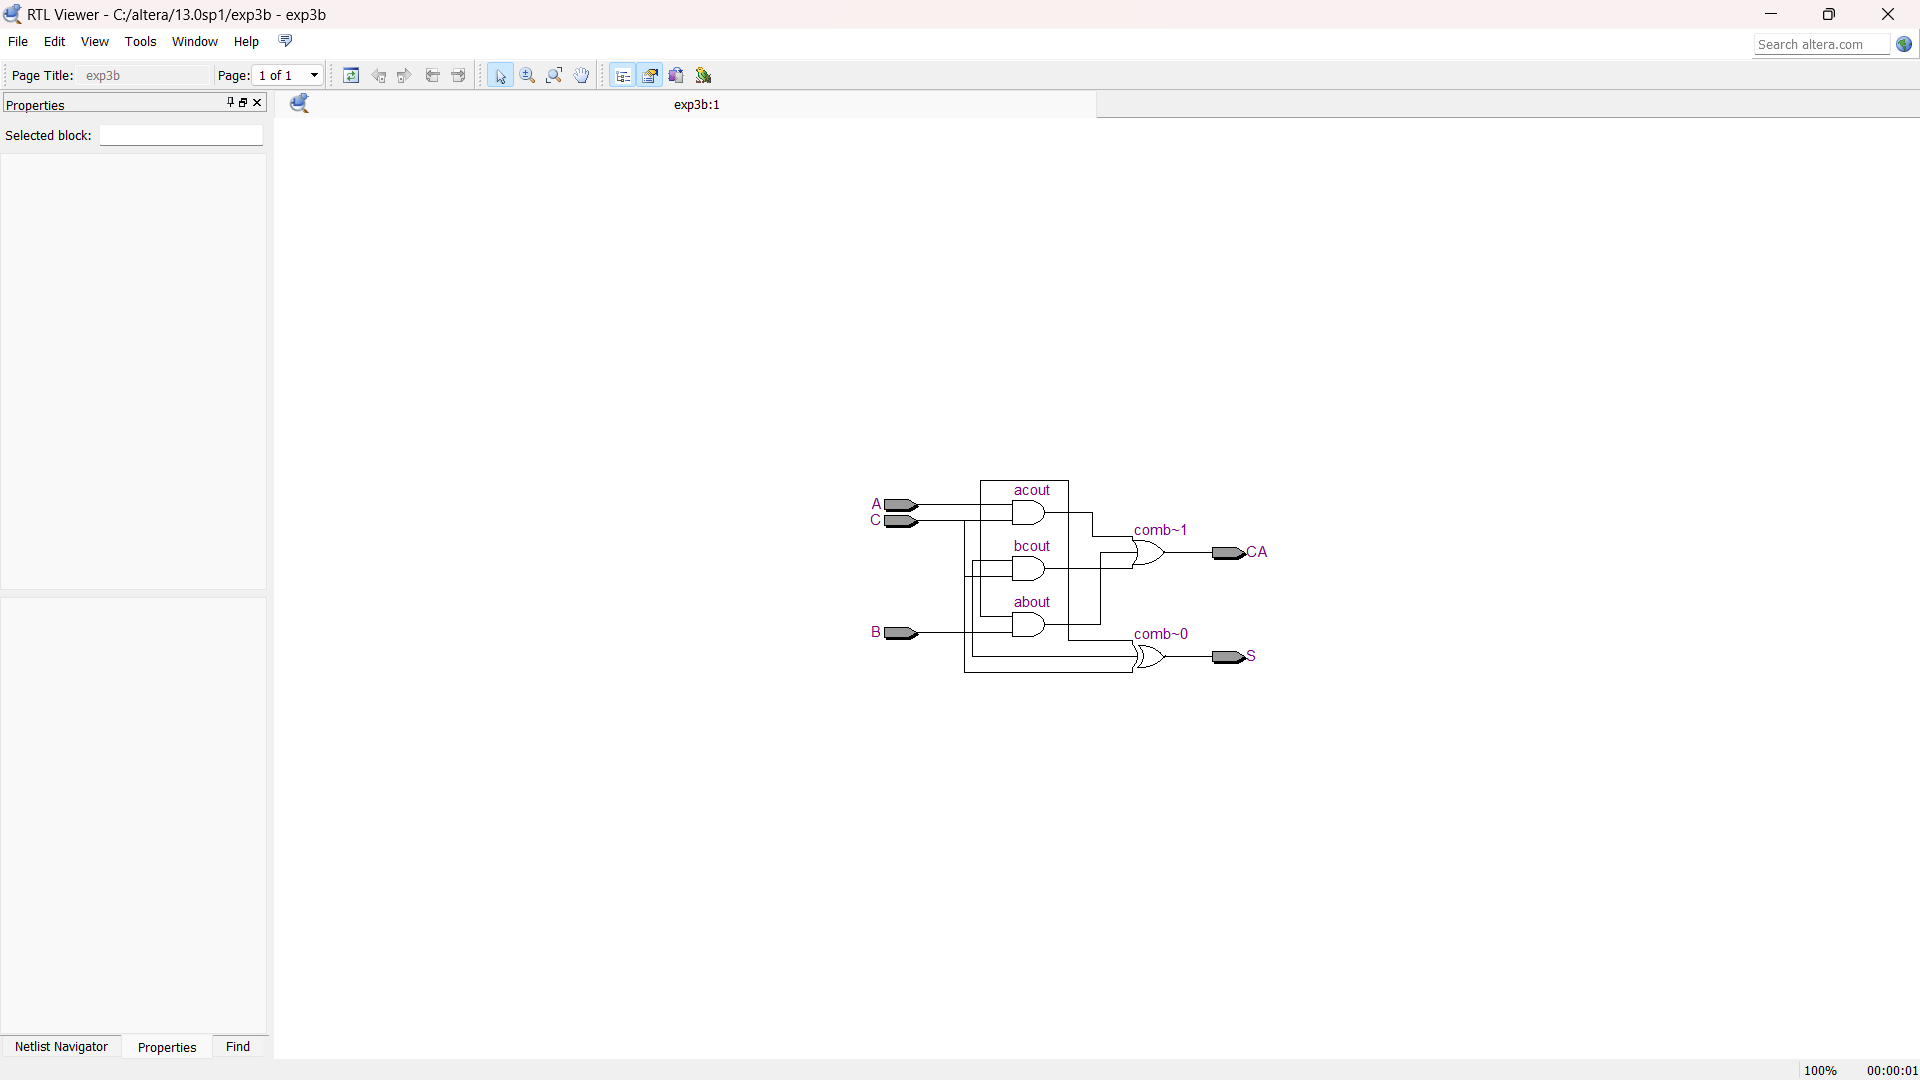 RTL Viewer - C:/altera/13.0sp1/exp3b - exp3b
File Edit View Tools Window Help
Search altera.com
Page Title: exp3b Page: 1 of 1
Properties
exp3b:1
Selected block:
acout
A
C
comb~1
bcout
CA
about
B
comb~0
S
Netlist Navigator Properties Find
100% 00:00:01